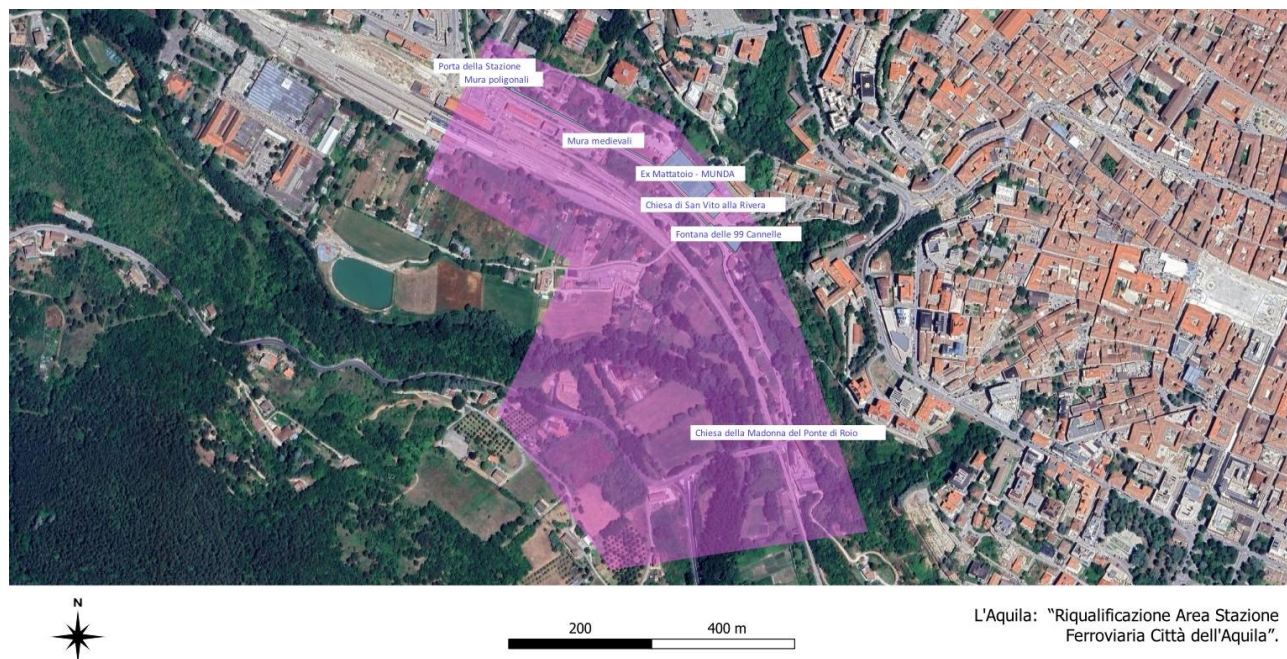 Porta della Stazione
Mura poligonali
Mura medievali
Ex Mattatoio - MUNDA
Chiesa di San Vito alla Rivera
Fontana delle 99 Cannelle
Chiesa della Madonna del Ponte di Roio
N
200
400 m
L'Aquila: "Riqualificazione Area Stazione
Ferroviaria Città dell'Aquila".